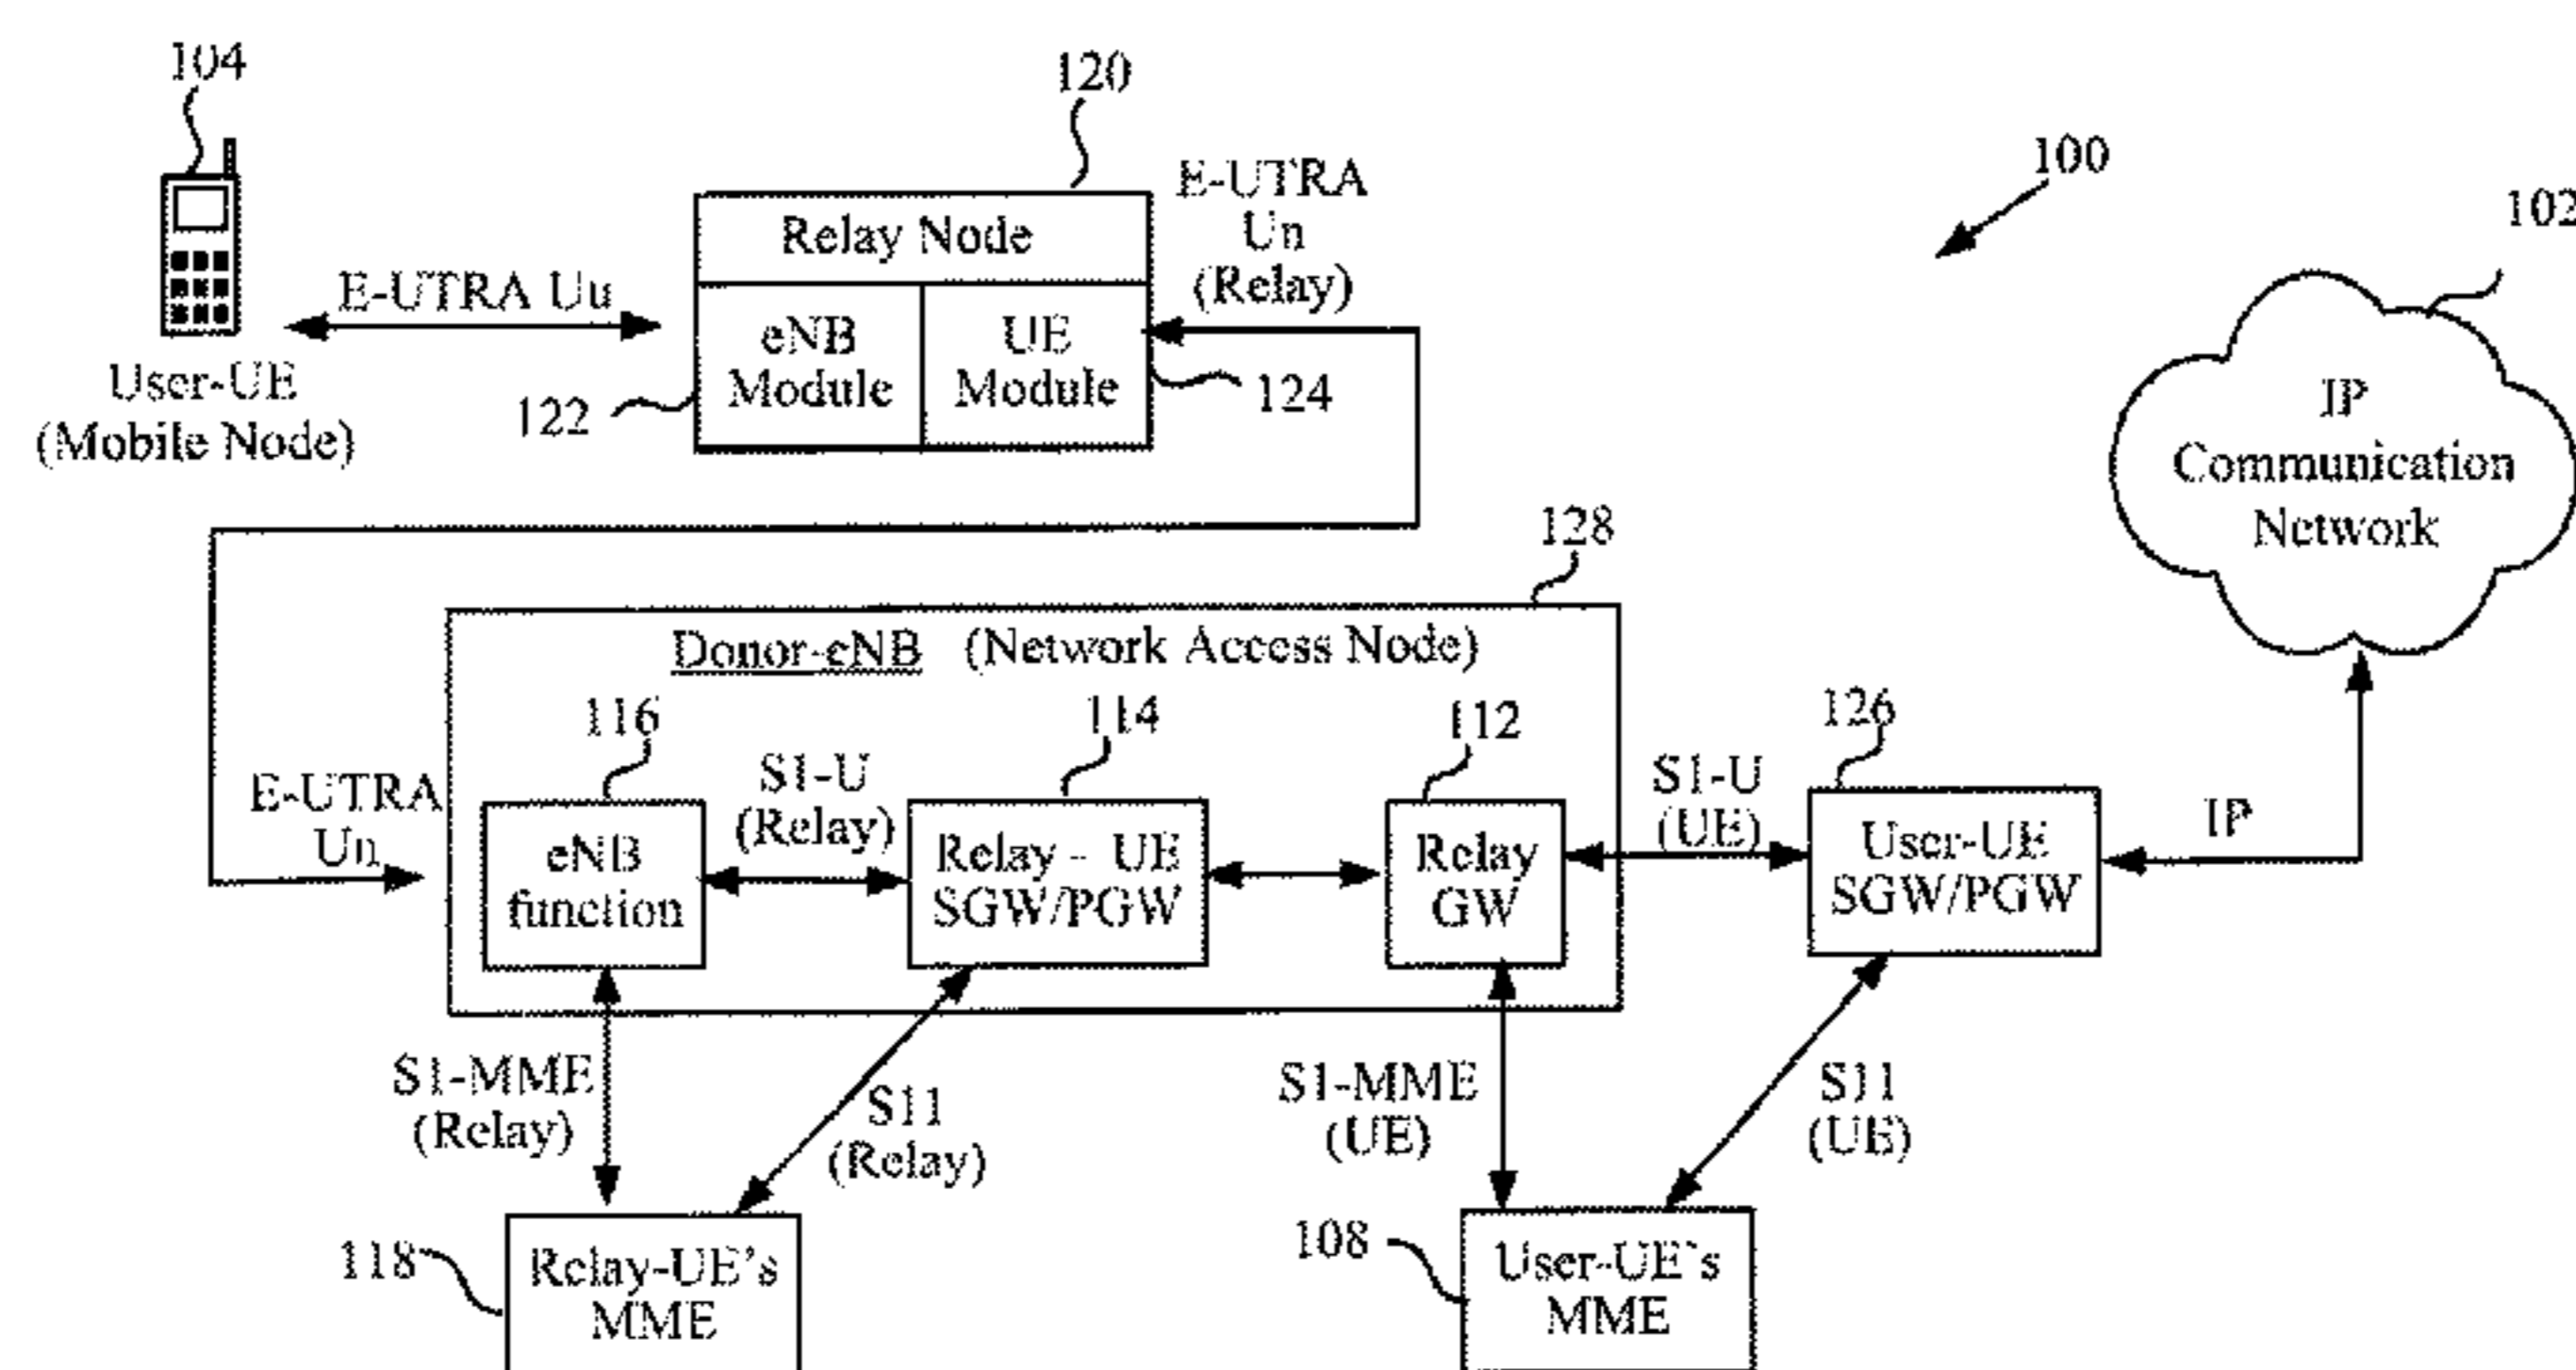 104
120
100
102
E-UTRA
Un
(Relay)
Relay Node
E-UTRA Uu
eNB
Module
UE
Module
122
124
User-UE
(Mobile Node)
IP
Communication
Network
128
Donor-eNB (Network Access Node)
116
114
112
126
E-UTRA
Un
S1-U
(Relay)
S1-U
(UE)
IP
eNB
function
Relay - UE
SGW/PGW
Relay
GW
User-UE
SGW/PGW
S1-MME
(Relay)
S11
(Relay)
S1-MME
(UE)
S11
(UE)
118
Relay-UE's
MME
108
User-UE's
MME